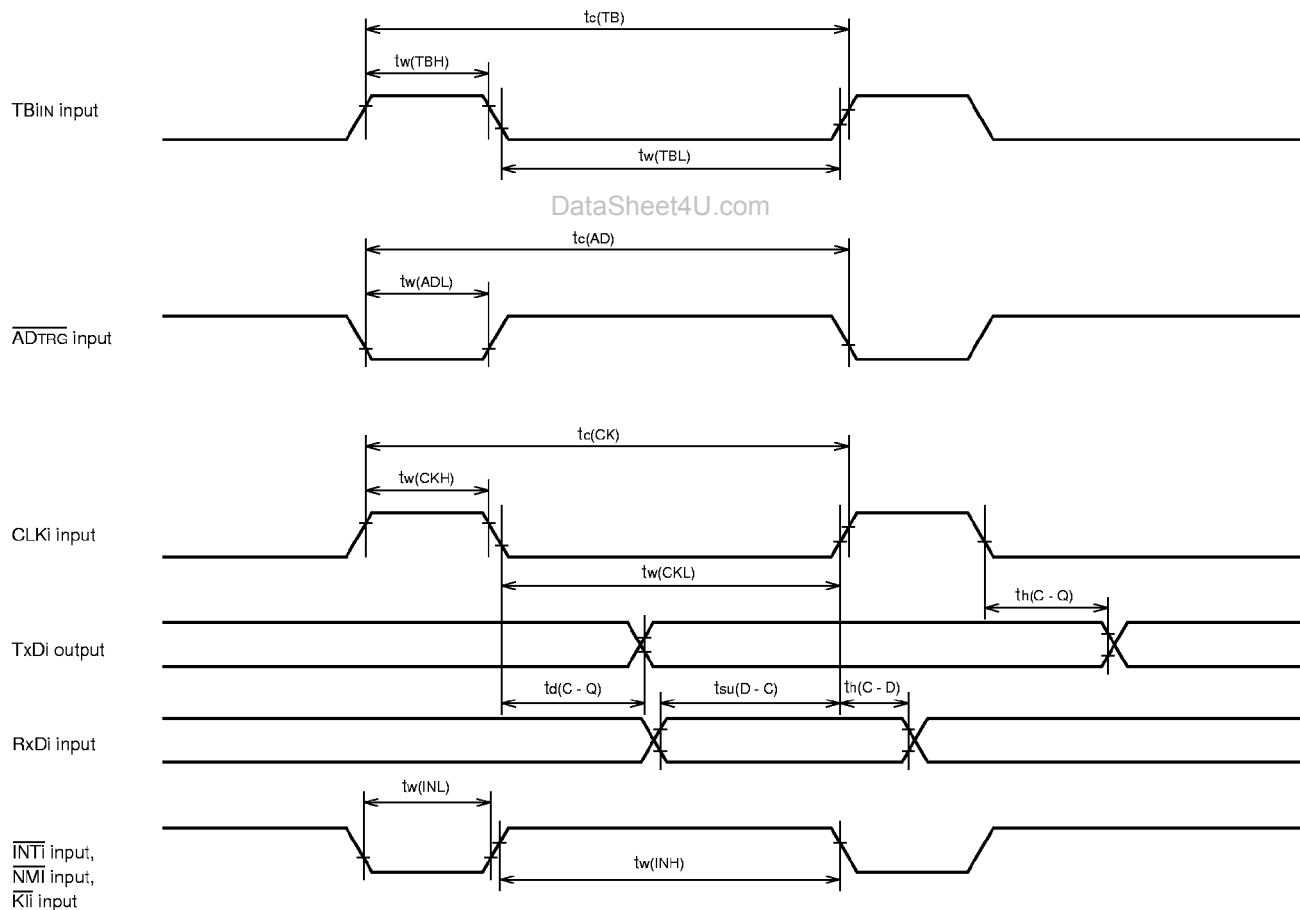 tc(TB)
tw(TBH)
TBiIN input
tw(TBL)
DataSheet4U.com
tc(AD)
tw(ADL)
ADTRG input
tc(CK)
tw(CKH)
CLKi input
tw(CKL)
th(C - Q)
TxDi output
td(C - Q)
tsu(D - C)
th(C - D)
RxDi input
tw(INL)
INTi input,
NMI input,
KIi input
tw(INH)